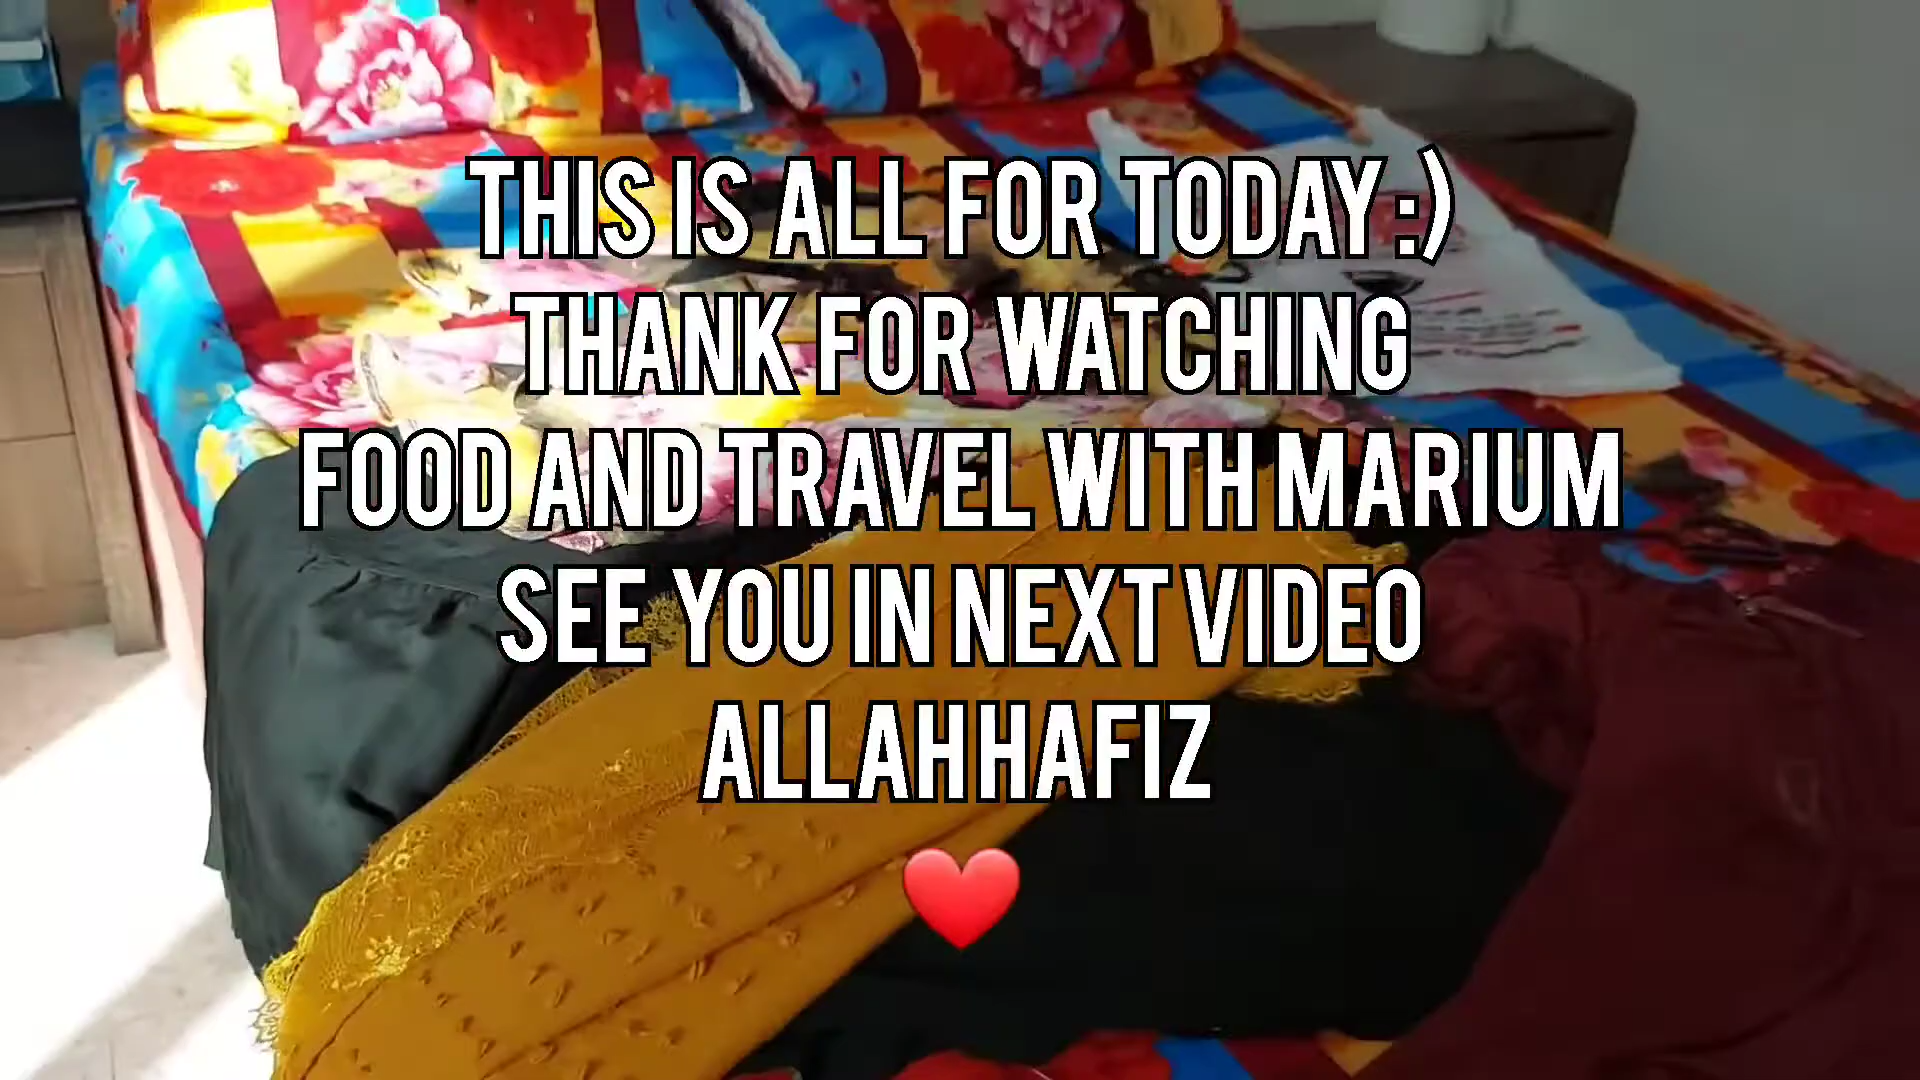 THIS IS ALL FOR TODAY :)
THANK FOR WATCHING
FOOD AND TRAVEL WITH MARIUM
SEE YOU IN NEXT VIDEO
ALLAHHAFIZ
❤️